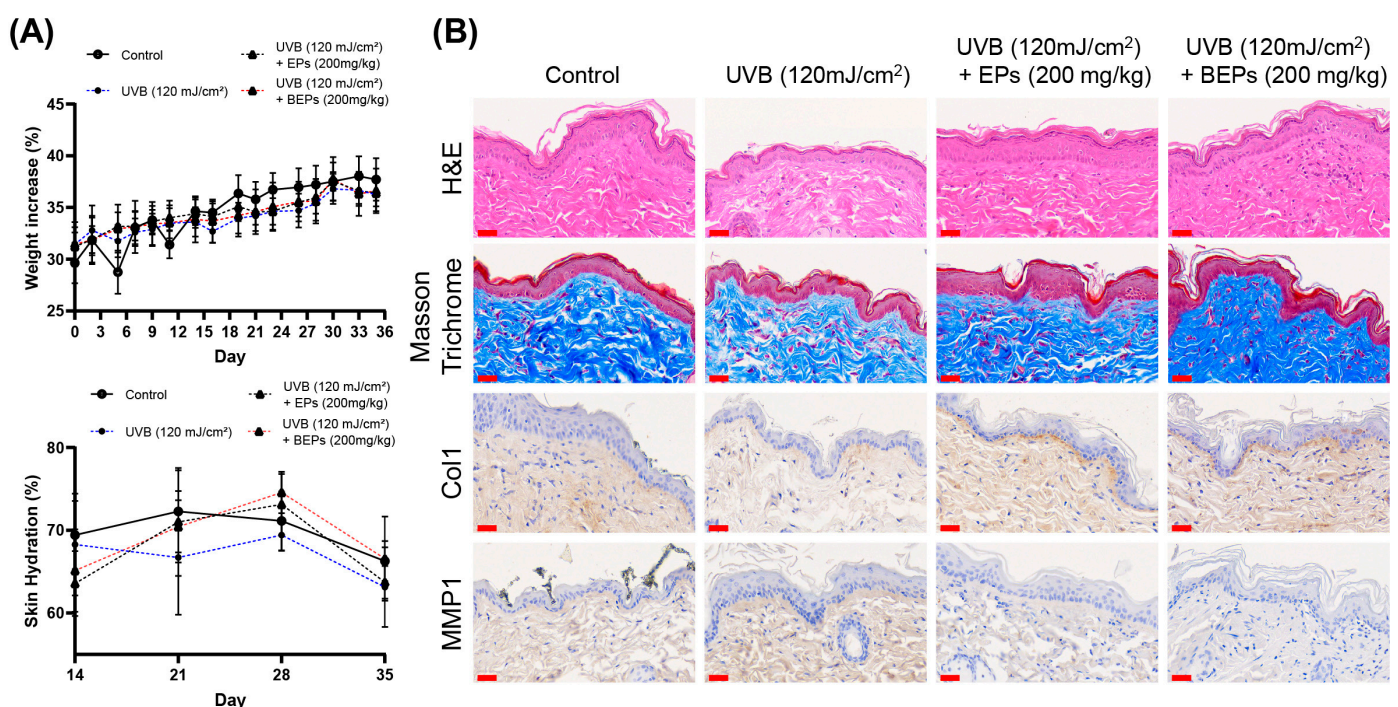 (A)
Control
UVB (120 mJ/cm²)
+ EPs (200mg/kg)
UVB (120 mJ/cm²)
UVB (120 mJ/cm²)
+ BEPs (200mg/kg)
Weight increase (%)
45
40
35
30
25
0 3 6 9 12 14 15 18 21 24 27 30 33 36
Day
Control
UVB (120 mJ/cm²)
+ EPs (200mg/kg)
UVB (120 mJ/cm²)
UVB (120 mJ/cm²)
+ BEPs (200mg/kg)
Skin Hydration (%)
80
70
60
14 21 28 35
Day
(B)
Control
UVB (120mJ/cm²)
UVB (120mJ/cm²)
+ EPs (200 mg/kg)
UVB (120mJ/cm²)
+ BEPs (200 mg/kg)
H&E
Masson
Trichrome
Col1
MMP1